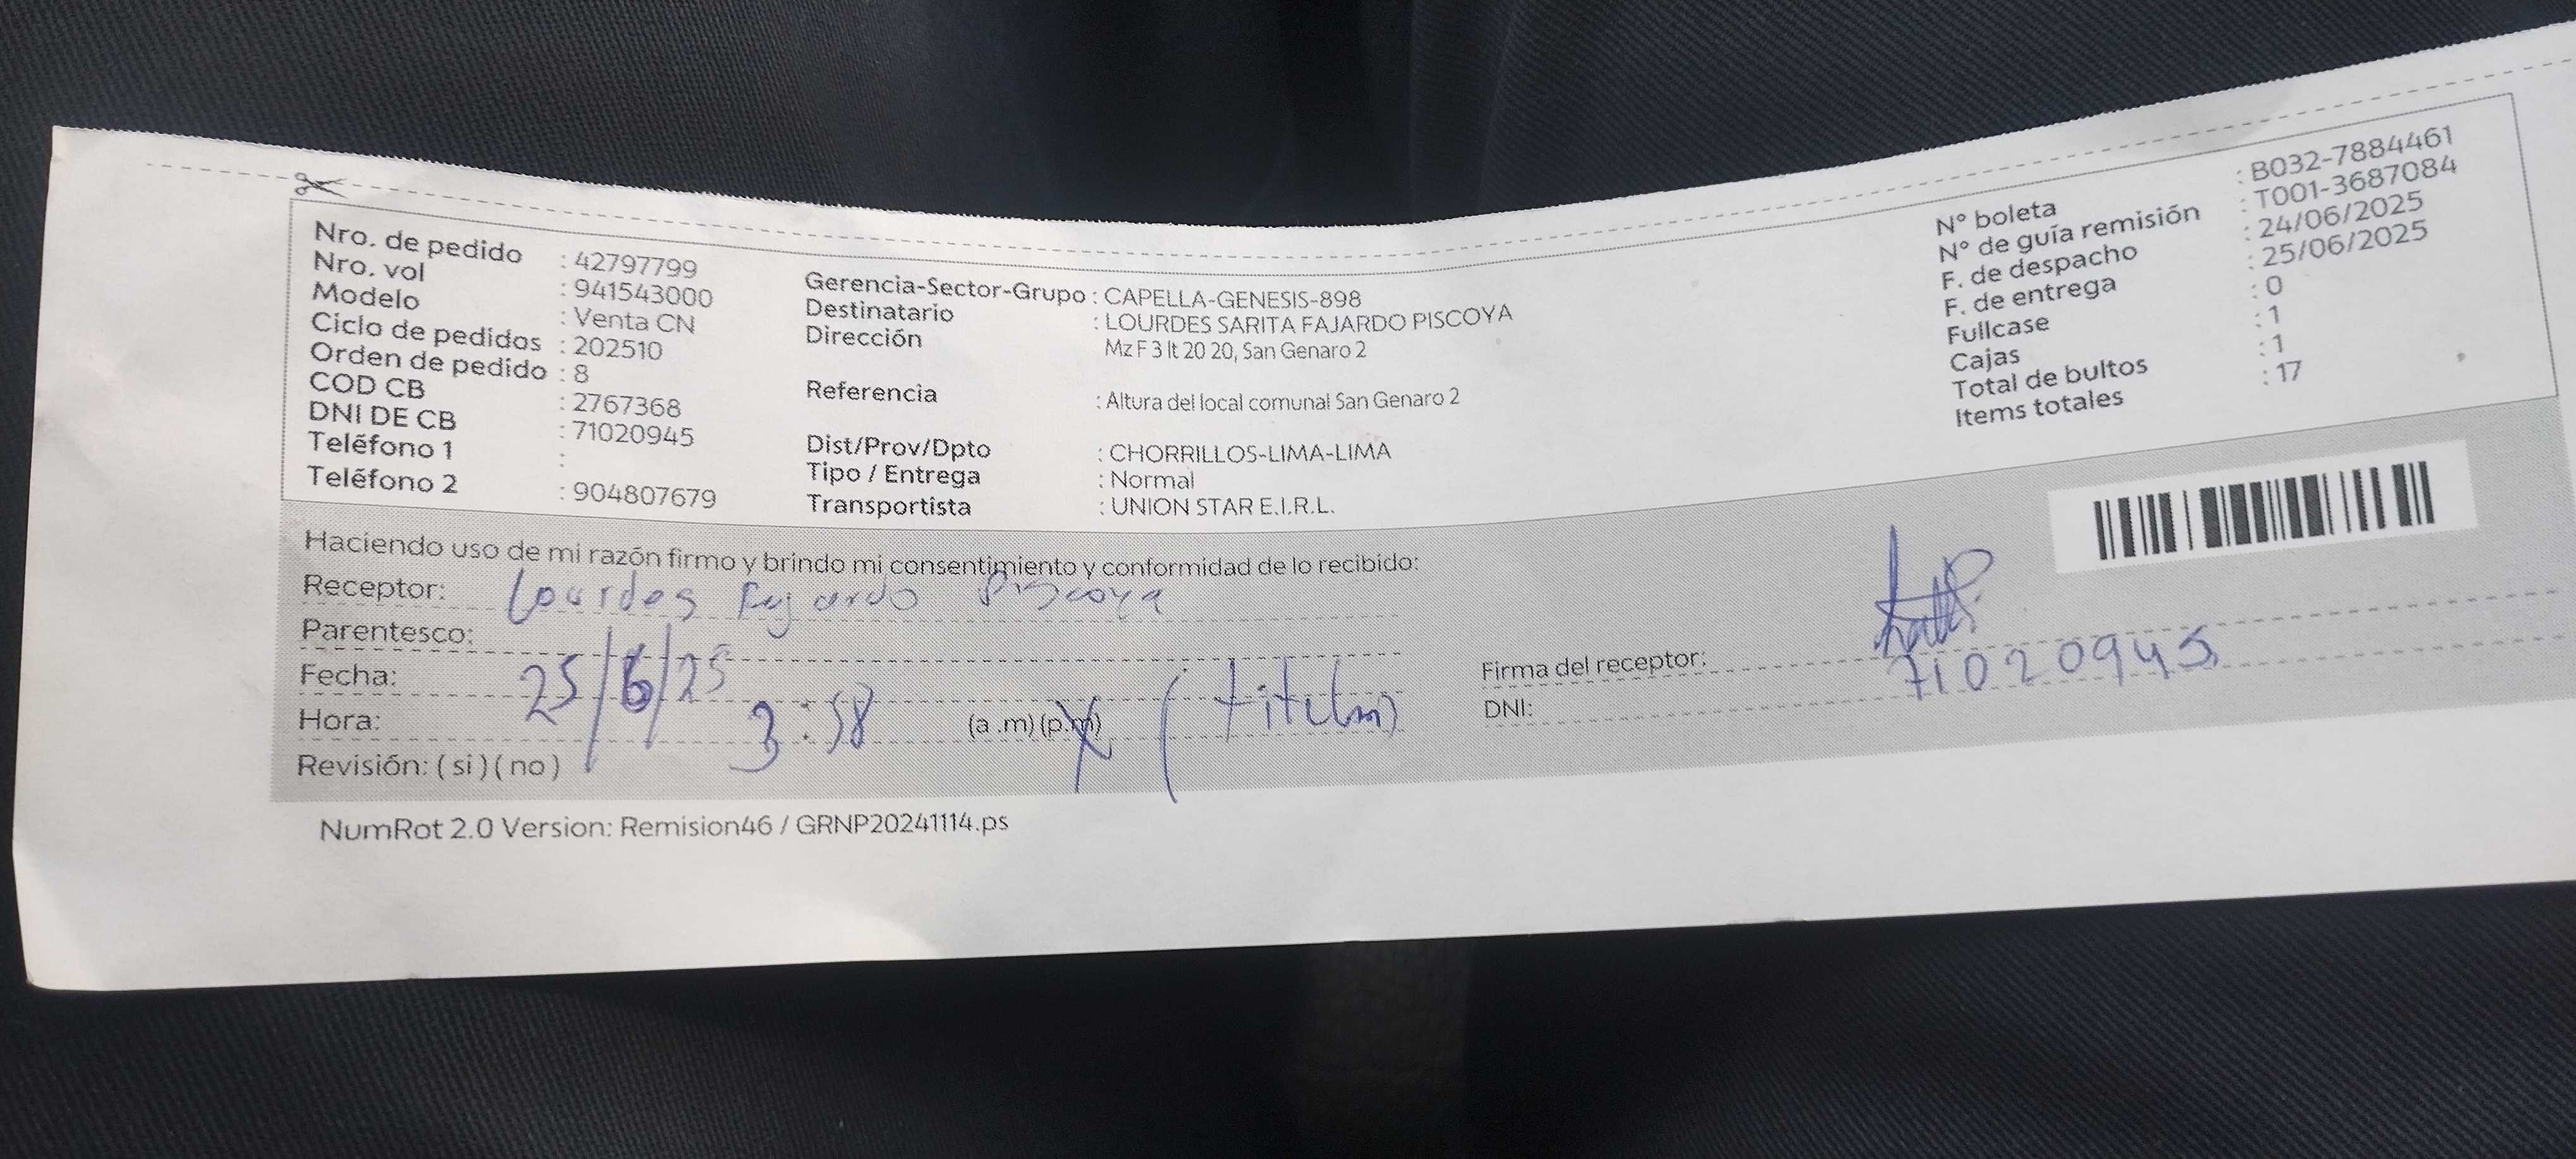 Nro. de pedido : 42797799
Nro. vol : 941543000
Modelo : Venta CN
Ciclo de pedidos : 202510
Orden de pedido : 8
COD CB : 2767368
DNI DE CB : 71020945
Teléfono 1 :
Teléfono 2 : 904807679
Gerencia-Sector-Grupo : CAPELLA-GENESIS-898
Destinatario : LOURDES SARITA FAJARDO PISCOYA
Dirección Mz F 3 lt 20 20, San Genaro 2
Referencia : Altura del local comunal San Genaro 2
Dist/Prov/Dpto : CHORRILLOS-LIMA-LIMA
Tipo / Entrega : Normal
Transportista : UNION STAR E.I.R.L.
N° boleta : B032-7884461
N° de guía remisión : T001-3687084
F. de despacho : 24/06/2025
F. de entrega : 25/06/2025
Fullcase : 0
Cajas : 1
Total de bultos : 1
Items totales : 17
Haciendo uso de mi razón firmo y brindo mi consentimiento y conformidad de lo recibido:
Receptor: Lourdes Fajardo Piscoya
Parentesco:
Fecha: 25/6/25
Hora: 3:58 (a.m) (p.m) X (titular)
Revisión: ( si ) ( no )
Firma del receptor:
DNI: 71020945
NumRot 2.0 Version: Remision46 / GRNP20241114.ps